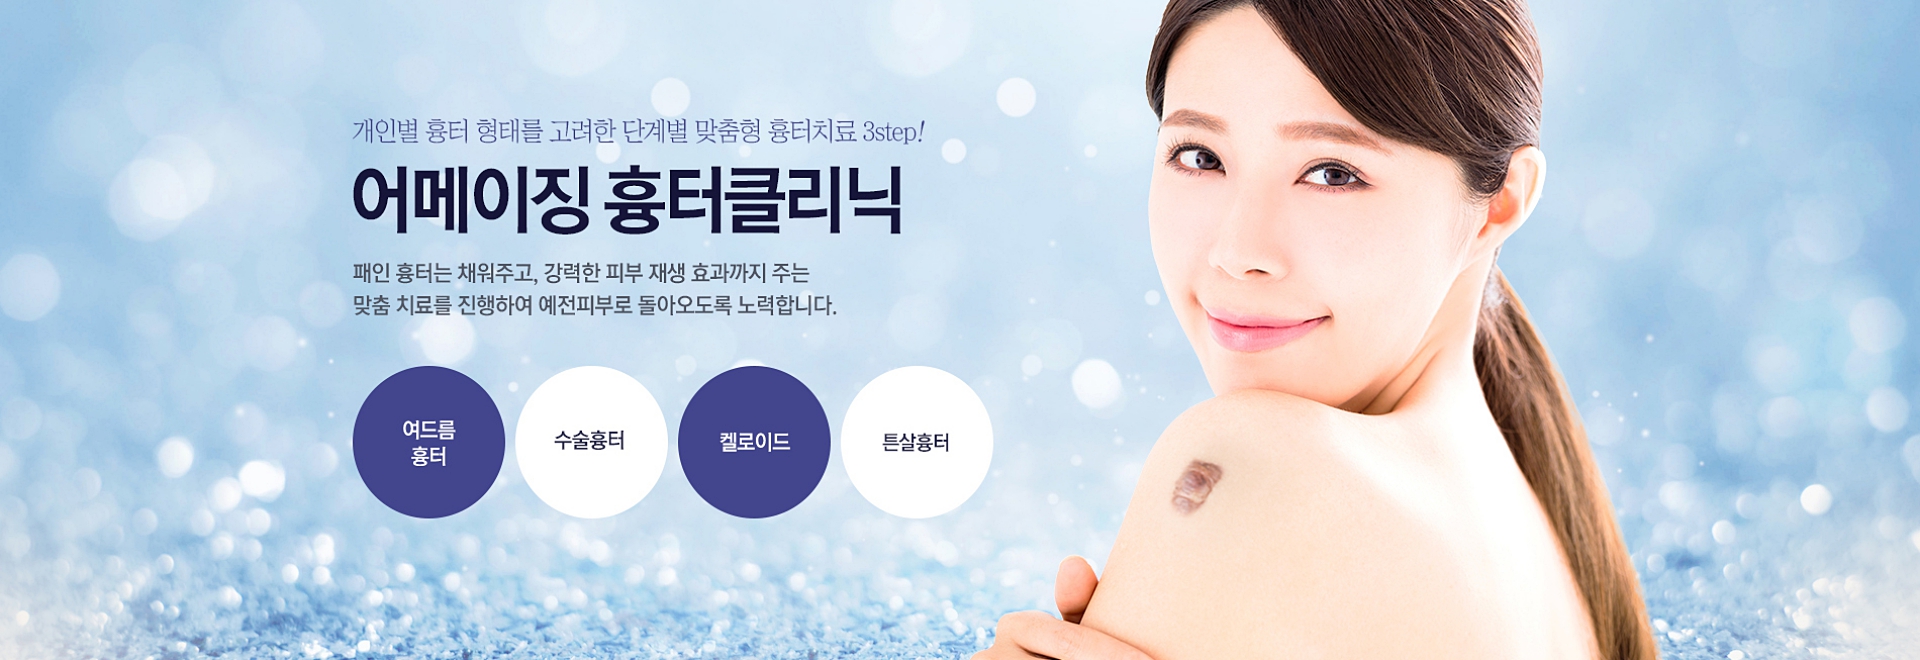 개인별 흉터 형태를 고려한 단계별 맞춤형 흉터치료 3step!
어메이징 흉터클리닉
패인 흉터는 채워주고, 강력한 피부 재생 효과까지 주는
맞춤 치료를 진행하여 예전피부로 돌아오도록 노력합니다.
여드름
흉터
수술흉터
켈로이드
튼살흉터